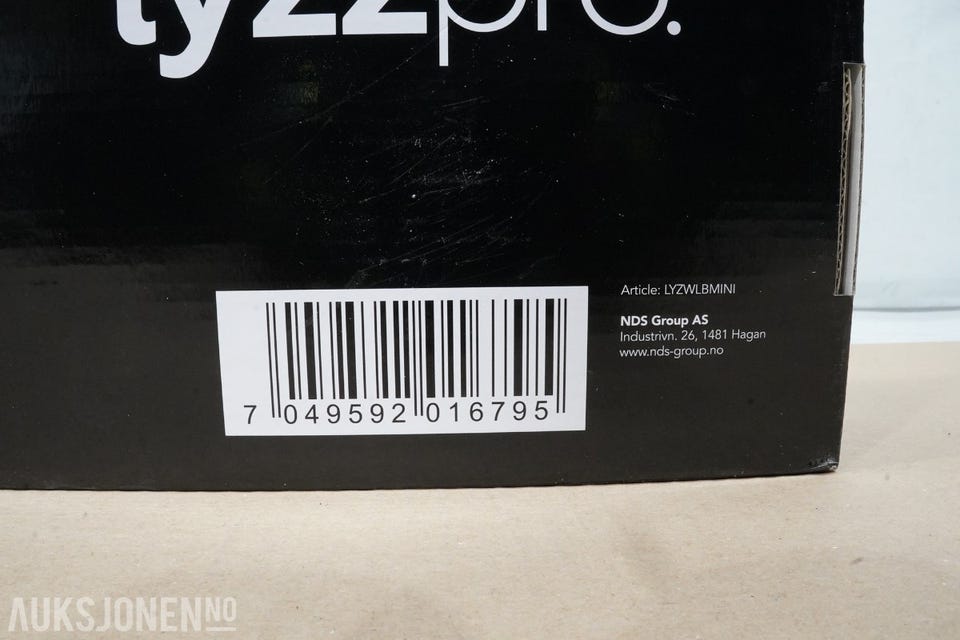 lyzzpro.
Article: LYZWLBMINI
NDS Group AS
Industrivn. 26, 1481 Hagan
www.nds-group.no
7 049592 016795
AUKSJONEN.NO